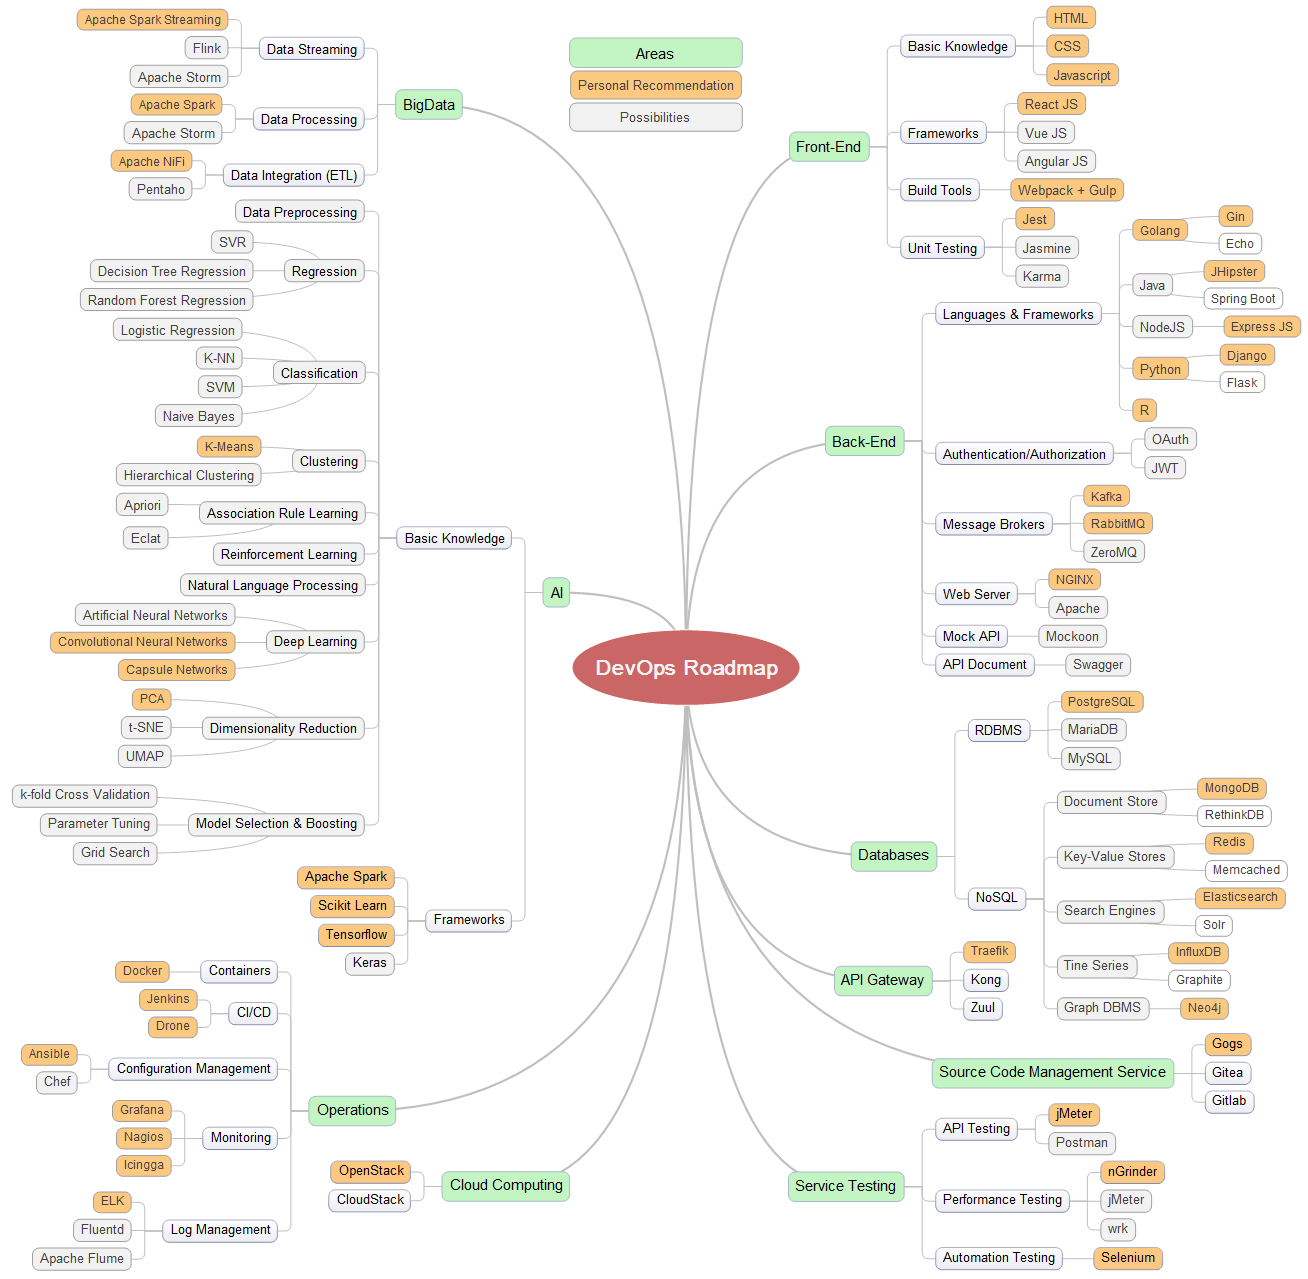 Areas
Personal Recommendation
Possibilities
DevOps Roadmap
BigData
Data Streaming
Apache Spark Streaming
Flink
Apache Storm
Data Processing
Apache Spark
Apache Storm
Data Integration (ETL)
Apache NiFi
Pentaho
AI
Basic Knowledge
Data Preprocessing
Regression
SVR
Decision Tree Regression
Random Forest Regression
Classification
Logistic Regression
K-NN
SVM
Naive Bayes
Clustering
K-Means
Hierarchical Clustering
Association Rule Learning
Apriori
Eclat
Reinforcement Learning
Natural Language Processing
Deep Learning
Artificial Neural Networks
Convolutional Neural Networks
Capsule Networks
Dimensionality Reduction
PCA
t-SNE
UMAP
Model Selection & Boosting
k-fold Cross Validation
Parameter Tuning
Grid Search
Frameworks
Apache Spark
Scikit Learn
Tensorflow
Keras
Operations
Containers
Docker
CI/CD
Jenkins
Drone
Configuration Management
Ansible
Chef
Monitoring
Grafana
Nagios
Icingga
Log Management
ELK
Fluentd
Apache Flume
Cloud Computing
OpenStack
CloudStack
Front-End
Basic Knowledge
HTML
CSS
Javascript
Frameworks
React JS
Vue JS
Angular JS
Build Tools
Webpack + Gulp
Unit Testing
Jest
Jasmine
Karma
Back-End
Languages & Frameworks
Golang
Gin
Echo
Java
JHipster
Spring Boot
NodeJS
Express JS
Python
Django
Flask
R
Authentication/Authorization
OAuth
JWT
Message Brokers
Kafka
RabbitMQ
ZeroMQ
Web Server
NGINX
Apache
Mock API
Mockoon
API Document
Swagger
Databases
RDBMS
PostgreSQL
MariaDB
MySQL
NoSQL
Document Store
MongoDB
RethinkDB
Key-Value Stores
Redis
Memcached
Search Engines
Elasticsearch
Solr
Tine Series
InfluxDB
Graphite
Graph DBMS
Neo4j
API Gateway
Traefik
Kong
Zuul
Source Code Management Service
Gogs
Gitea
Gitlab
Service Testing
API Testing
jMeter
Postman
Performance Testing
nGrinder
jMeter
wrk
Automation Testing
Selenium